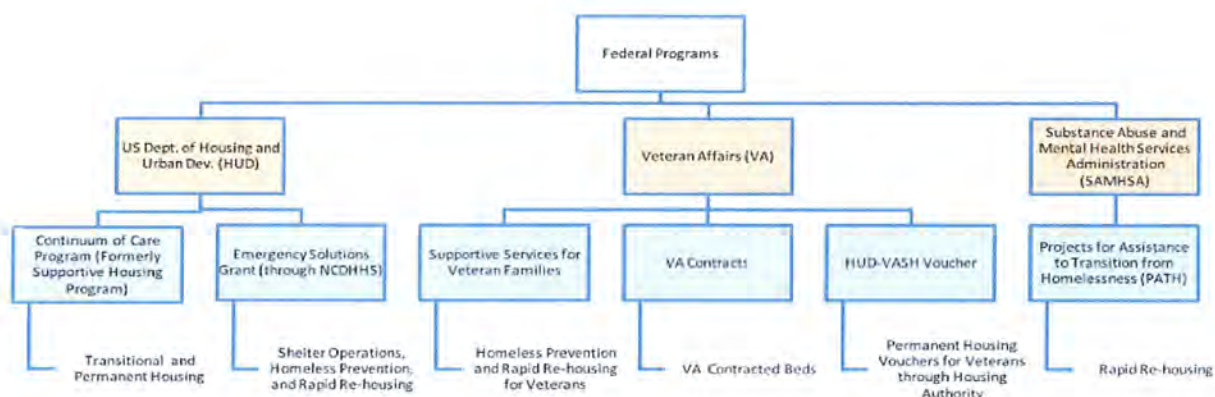 Federal Programs
US Dept. of Housing and
Urban Dev. (HUD)
Veteran Affairs (VA)
Substance Abuse and
Mental Health Services
Administration
(SAMHSA)
Continuum of Care
Program (Formerly
Supportive Housing
Program)
Emergency Solutions
Grant (through NCDHHS)
Supportive Services for
Veteran Families
VA Contracts
HUD-VASH Voucher
Projects for Assistance
to Transition from
Homelessness (PATH)
Transitional and
Permanent Housing
Shelter Operations,
Homeless Prevention,
and Rapid Re-housing
Homeless Prevention
and Rapid Re-housing
for Veterans
VA Contracted Beds
Permanent Housing
Vouchers for Veterans
through Housing
Authority
Rapid Re-housing